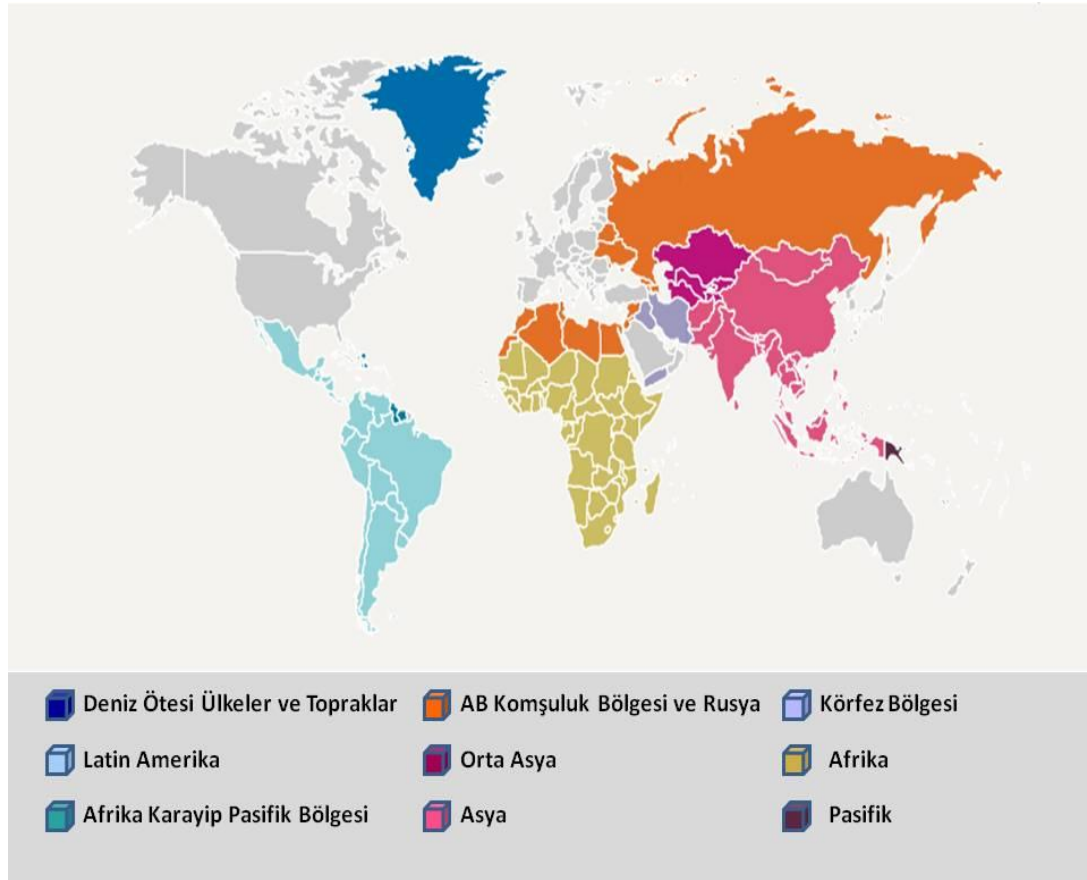 Deniz Ötesi Ülkeler ve Topraklar
AB Komşuluk Bölgesi ve Rusya
Körfez Bölgesi
Latin Amerika
Orta Asya
Afrika
Afrika Karayip Pasifik Bölgesi
Asya
Pasifik